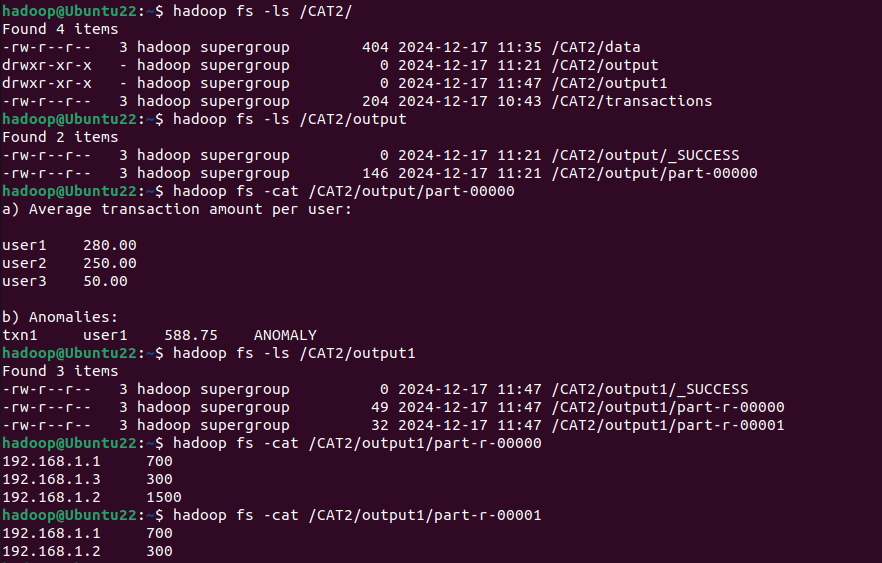 hadoop@Ubuntu22:~$ hadoop fs -ls /CAT2/
Found 4 items
-rw-r--r--   3 hadoop supergroup        404 2024-12-17 11:35 /CAT2/data
drwxr-xr-x   - hadoop supergroup          0 2024-12-17 11:21 /CAT2/output
drwxr-xr-x   - hadoop supergroup          0 2024-12-17 11:47 /CAT2/output1
-rw-r--r--   3 hadoop supergroup        204 2024-12-17 10:43 /CAT2/transactions
hadoop@Ubuntu22:~$ hadoop fs -ls /CAT2/output
Found 2 items
-rw-r--r--   3 hadoop supergroup          0 2024-12-17 11:21 /CAT2/output/_SUCCESS
-rw-r--r--   3 hadoop supergroup        146 2024-12-17 11:21 /CAT2/output/part-00000
hadoop@Ubuntu22:~$ hadoop fs -cat /CAT2/output/part-00000
a) Average transaction amount per user:

user1    280.00
user2    250.00
user3    50.00

b) Anomalies:
txn1     user1    588.75    ANOMALY
hadoop@Ubuntu22:~$ hadoop fs -ls /CAT2/output1
Found 3 items
-rw-r--r--   3 hadoop supergroup          0 2024-12-17 11:47 /CAT2/output1/_SUCCESS
-rw-r--r--   3 hadoop supergroup         49 2024-12-17 11:47 /CAT2/output1/part-r-00000
-rw-r--r--   3 hadoop supergroup         32 2024-12-17 11:47 /CAT2/output1/part-r-00001
hadoop@Ubuntu22:~$ hadoop fs -cat /CAT2/output1/part-r-00000
192.168.1.1     700
192.168.1.3     300
192.168.1.2     1500
hadoop@Ubuntu22:~$ hadoop fs -cat /CAT2/output1/part-r-00001
192.168.1.1     700
192.168.1.2     300